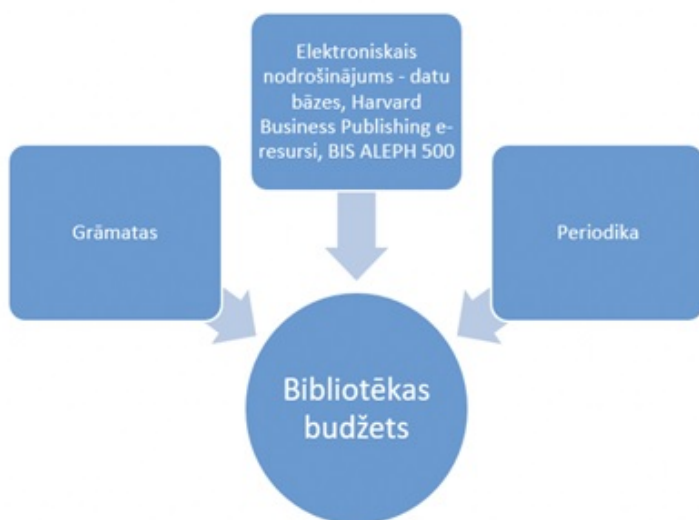 Elektroniskais
nodrošinājums - datu
bāzes, Harvard
Business Publishing e-
resursi, BIS ALEPH 500
Grāmatas
Periodika
Bibliotēkas
budžets